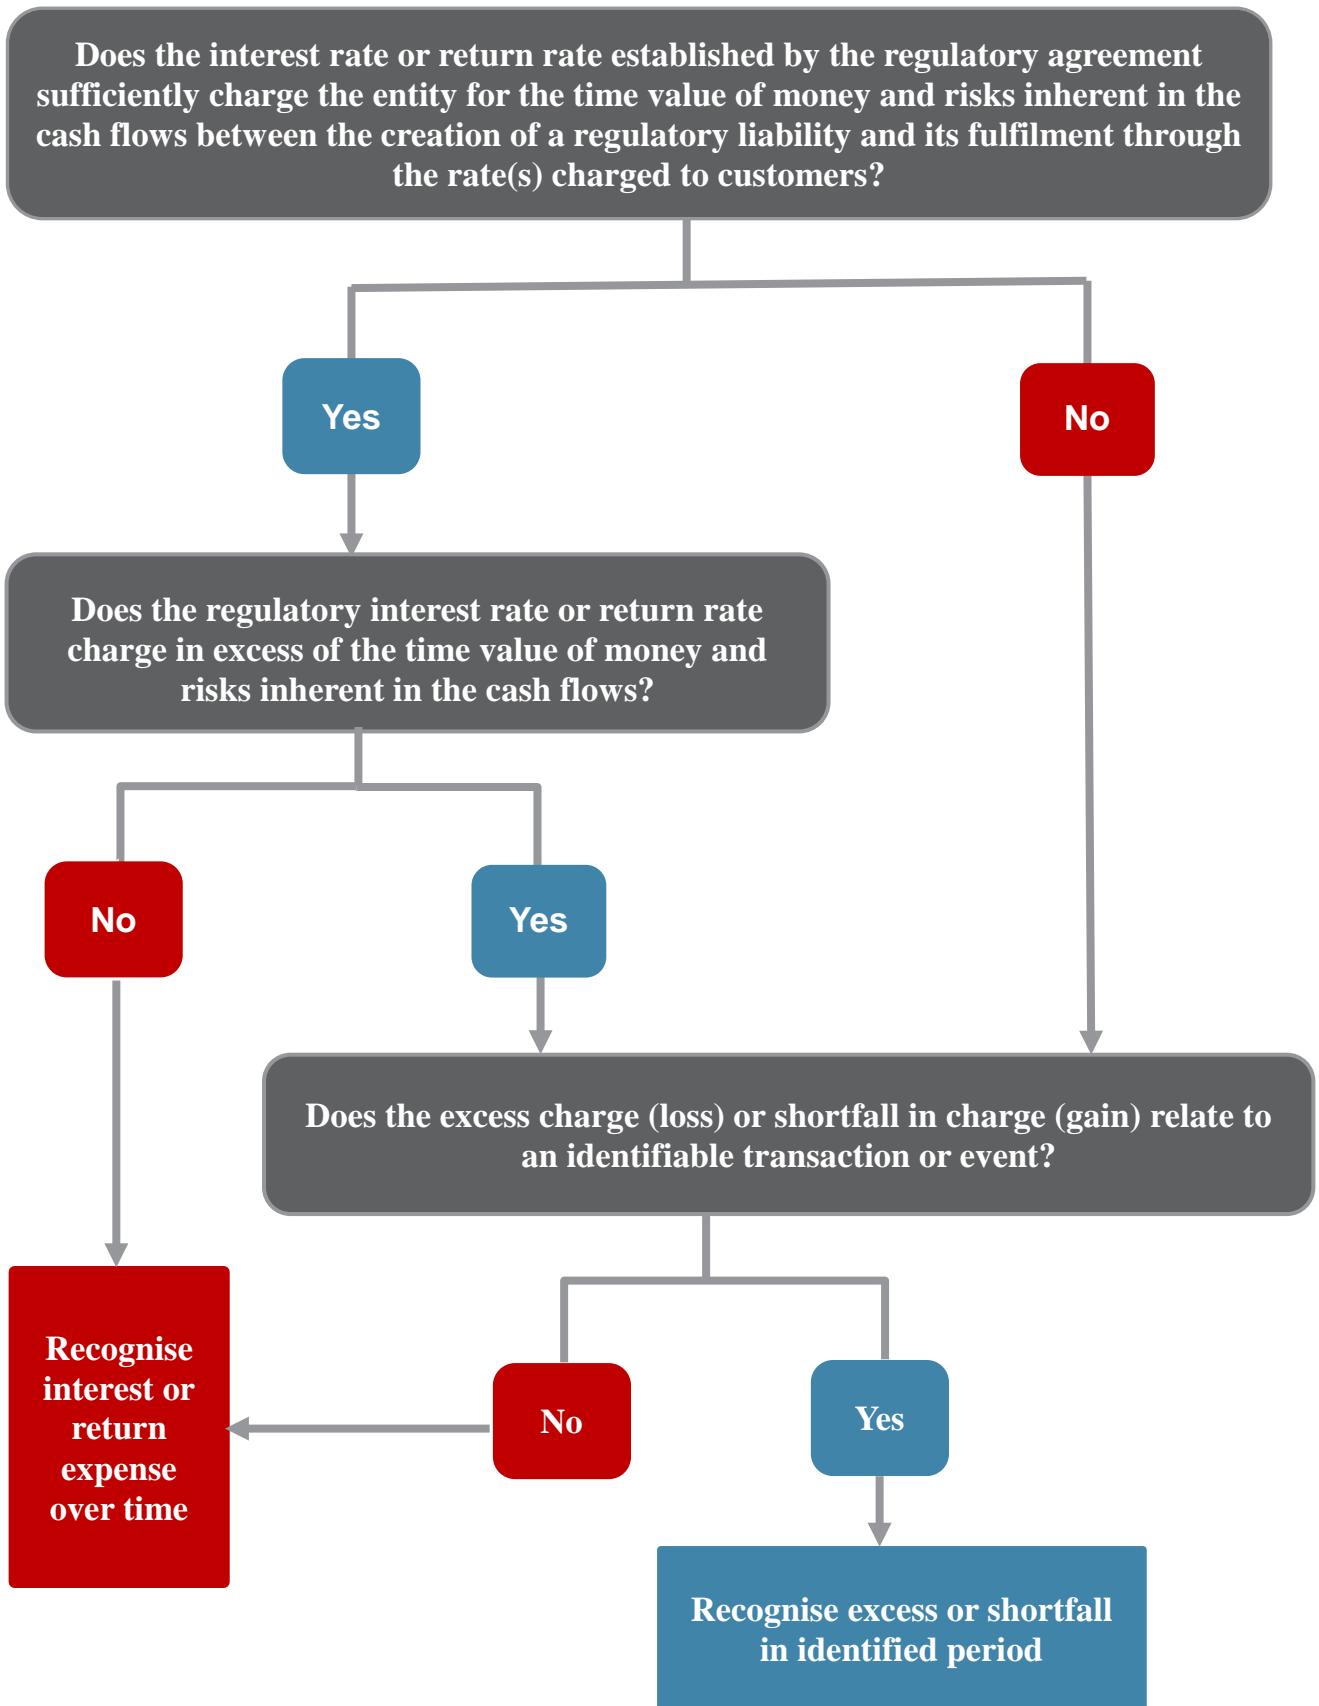 Does the interest rate or return rate established by the regulatory agreement
sufficiently charge the entity for the time value of money and risks inherent in the
cash flows between the creation of a regulatory liability and its fulfilment through
the rate(s) charged to customers?
Yes
No
Does the regulatory interest rate or return rate
charge in excess of the time value of money and
risks inherent in the cash flows?
No
Yes
Does the excess charge (loss) or shortfall in charge (gain) relate to
an identifiable transaction or event?
Recognise
interest or
return
expense
over time
No
Yes
Recognise excess or shortfall
in identified period